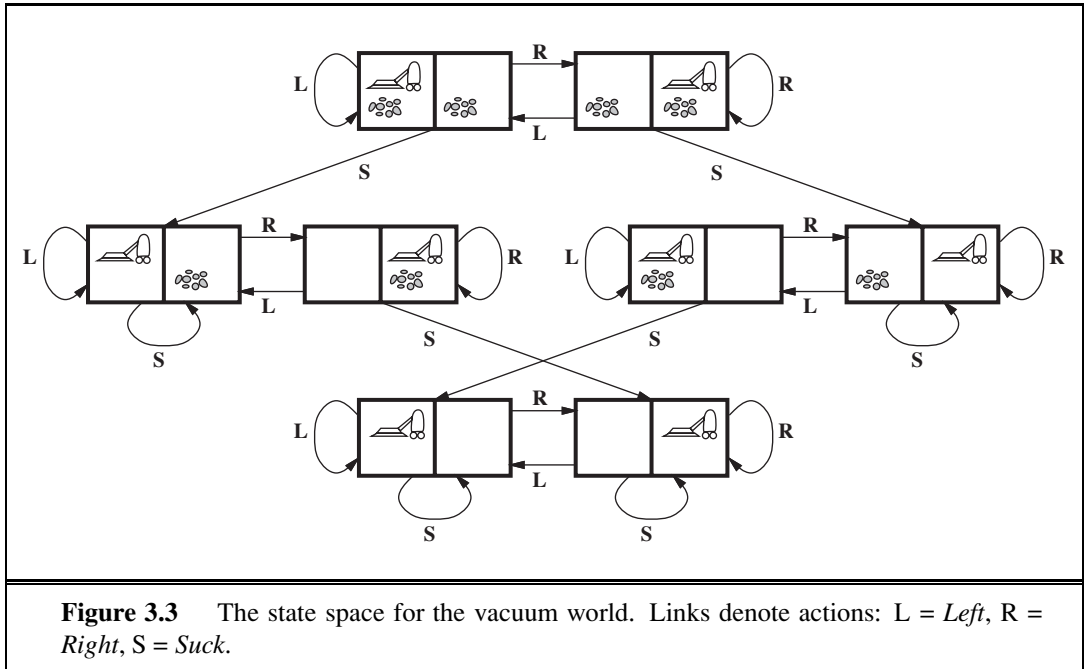 R
L
R
L
S
S
R
R
L
R
L
R
L
L
S
S
S
S
R
L
R
L
S
S
Figure 3.3 The state space for the vacuum world. Links denote actions: L = Left, R =
Right, S = Suck.